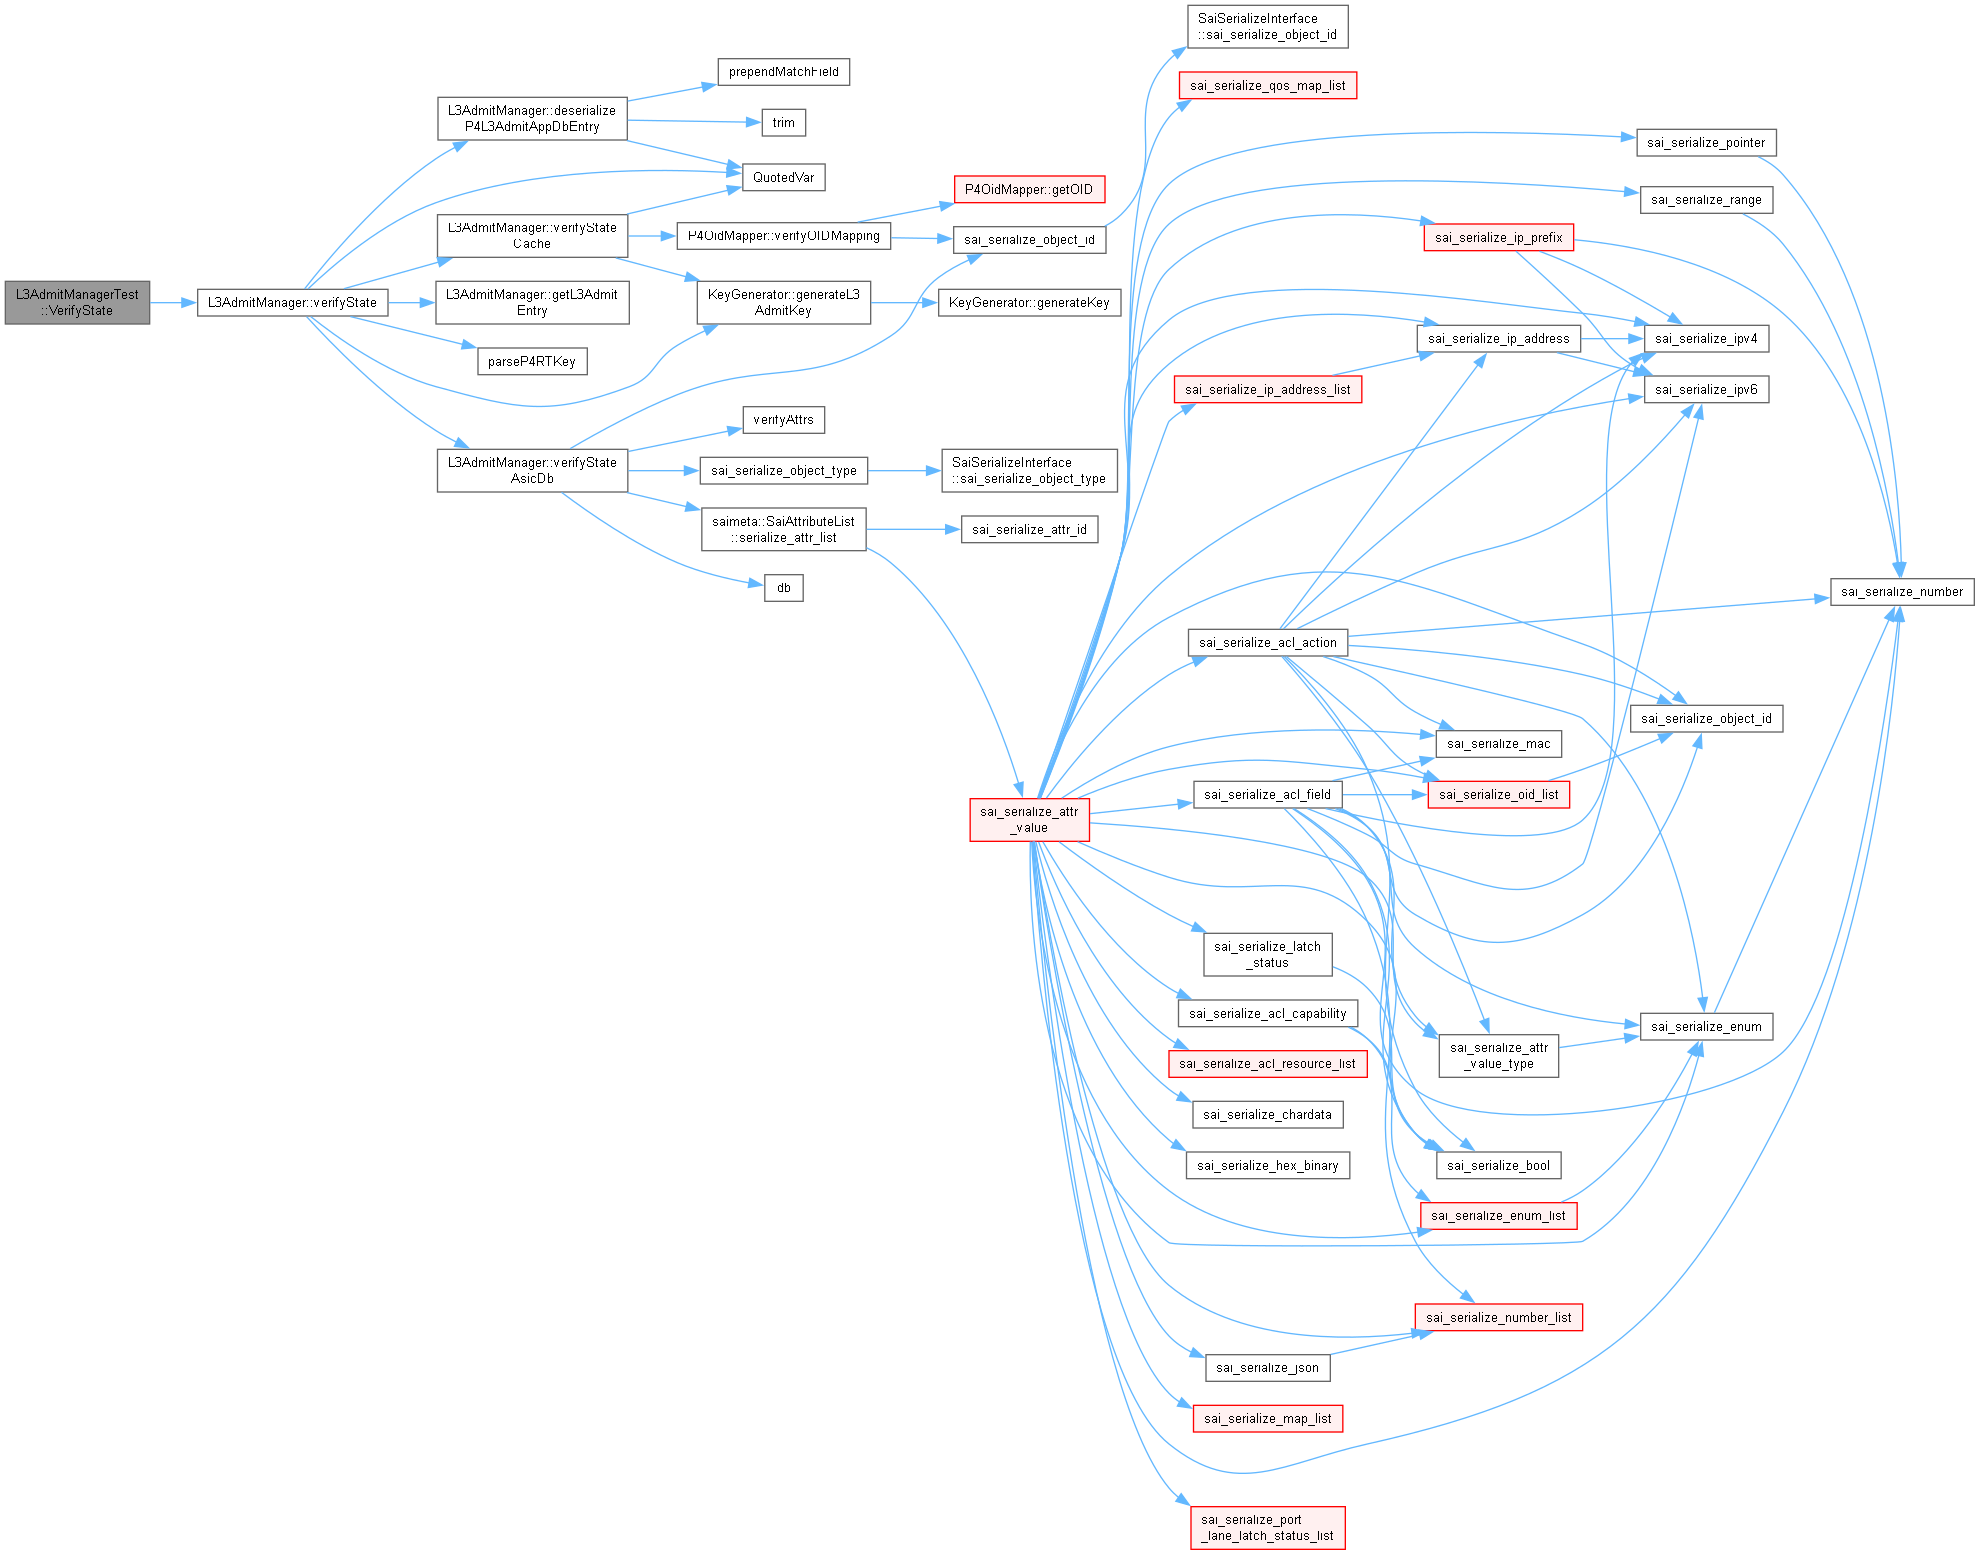 L3AdmitManagerTest
::VerifyState
L3AdmitManager::verifyState
L3AdmitManager::deserialize
P4L3AdmitAppDbEntry
prependMatchField
trim
QuotedVar
L3AdmitManager::verifyState
Cache
P4OidMapper::verifyOIDMapping
P4OidMapper::getOID
sai_serialize_object_id
L3AdmitManager::getL3Admit
Entry
KeyGenerator::generateL3
AdmitKey
KeyGenerator::generateKey
parseP4RTKey
L3AdmitManager::verifyState
AsicDb
verifyAttrs
sai_serialize_object_type
SaiSerializeInterface
::sai_serialize_object_type
saimeta::SaiAttributeList
::serialize_attr_list
sai_serialize_attr_id
db
SaiSerializeInterface
::sai_serialize_object_id
sai_serialize_qos_map_list
sai_serialize_pointer
sai_serialize_range
sai_serialize_ip_prefix
sai_serialize_ip_address
sai_serialize_ipv4
sai_serialize_ip_address_list
sai_serialize_ipv6
sai_serialize_number
sai_serialize_acl_action
sai_serialize_object_id
sai_serialize_mac
sai_serialize_acl_field
sai_serialize_oid_list
sai_serialize_attr
_value
sai_serialize_latch
_status
sai_serialize_acl_capability
sai_serialize_enum
sai_serialize_attr
_value_type
sai_serialize_acl_resource_list
sai_serialize_chardata
sai_serialize_hex_binary
sai_serialize_bool
sai_serialize_enum_list
sai_serialize_number_list
sai_serialize_json
sai_serialize_map_list
sai_serialize_port
_lane_latch_status_list